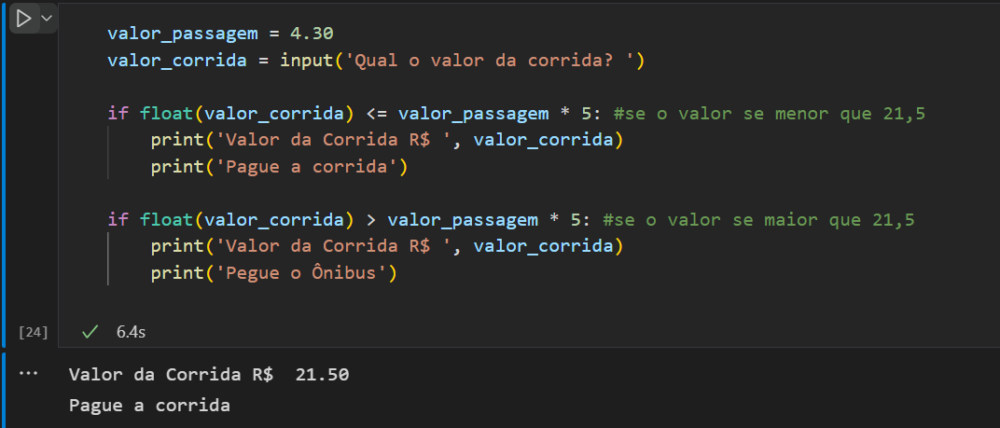 valor_passagem = 4.30
valor_corrida = input('Qual o valor da corrida? ')
if float(valor_corrida) <= valor_passagem * 5: #se o valor se menor que 21,5
print('Valor da Corrida R$ ', valor_corrida)
print('Pague a corrida')
if float(valor_corrida) > valor_passagem * 5: #se o valor se maior que 21,5
print('Valor da Corrida R$ ', valor_corrida)
print('Pegue o Ônibus')
[24] 6.4s
Valor da Corrida R$  21.50
Pague a corrida